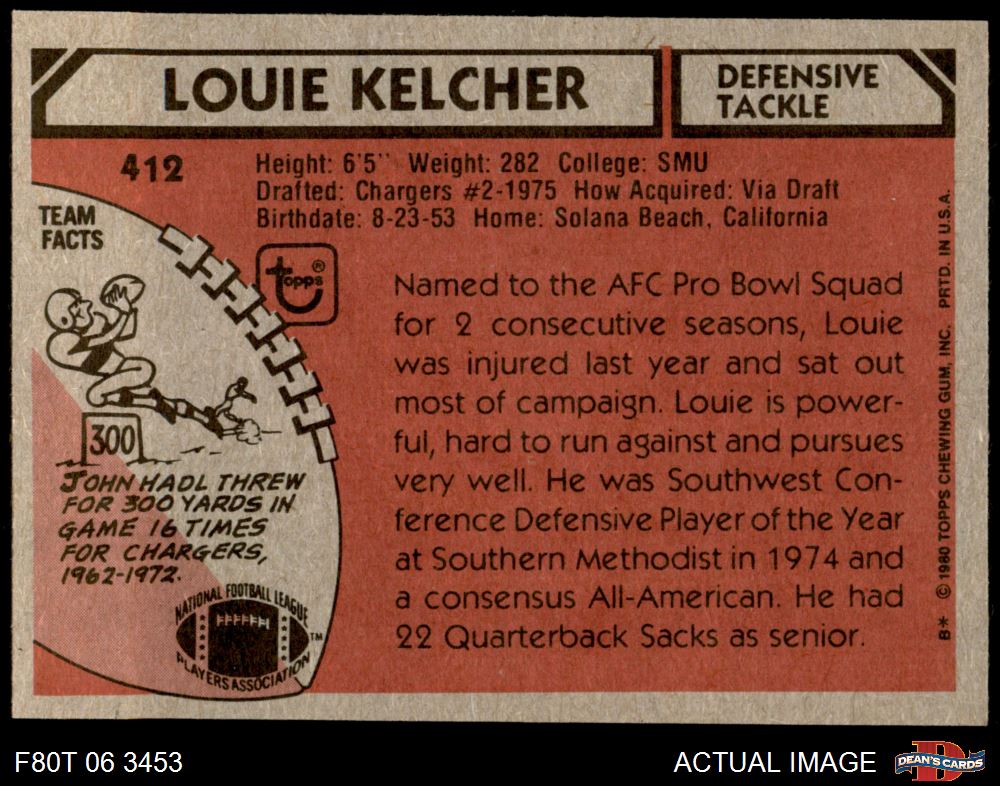 LOUIE KELCHER
DEFENSIVE
TACKLE
412
Height: 6'5" Weight: 282 College: SMU
Drafted: Chargers #2-1975 How Acquired: Via Draft
Birthdate: 8-23-53 Home: Solana Beach, California
TEAM
FACTS
topps®
300
JOHN HADL THREW
FOR 300 YARDS IN
GAME 16 TIMES
FOR CHARGERS,
1962-1972.
NATIONAL FOOTBALL LEAGUE
PLAYERS ASSOCIATION
TM
Named to the AFC Pro Bowl Squad
for 2 consecutive seasons, Louie
was injured last year and sat out
most of campaign. Louie is power-
ful, hard to run against and pursues
very well. He was Southwest Con-
ference Defensive Player of the Year
at Southern Methodist in 1974 and
a consensus All-American. He had
22 Quarterback Sacks as senior.
B* © 1980 TOPPS CHEWING GUM, INC. PRTD. IN U.S.A.
F80T 06 3453
ACTUAL IMAGE
D
DEAN'S CARDS